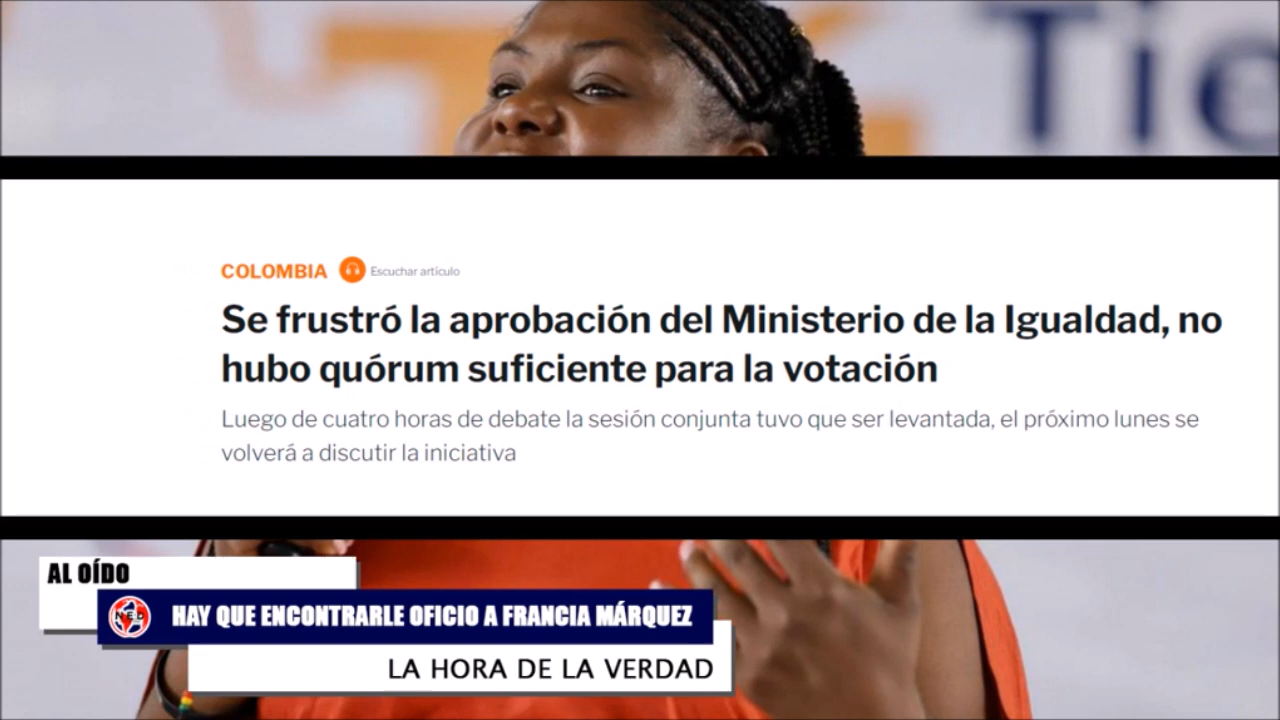 Tie
COLOMBIA Escuchar artículo
Se frustró la aprobación del Ministerio de la Igualdad, no
hubo quórum suficiente para la votación
Luego de cuatro horas de debate la sesión conjunta tuvo que ser levantada, el próximo lunes se
volverá a discutir la iniciativa
AL OÍDO
HAY QUE ENCONTRARLE OFICIO A FRANCIA MÁRQUEZ
LA HORA DE LA VERDAD